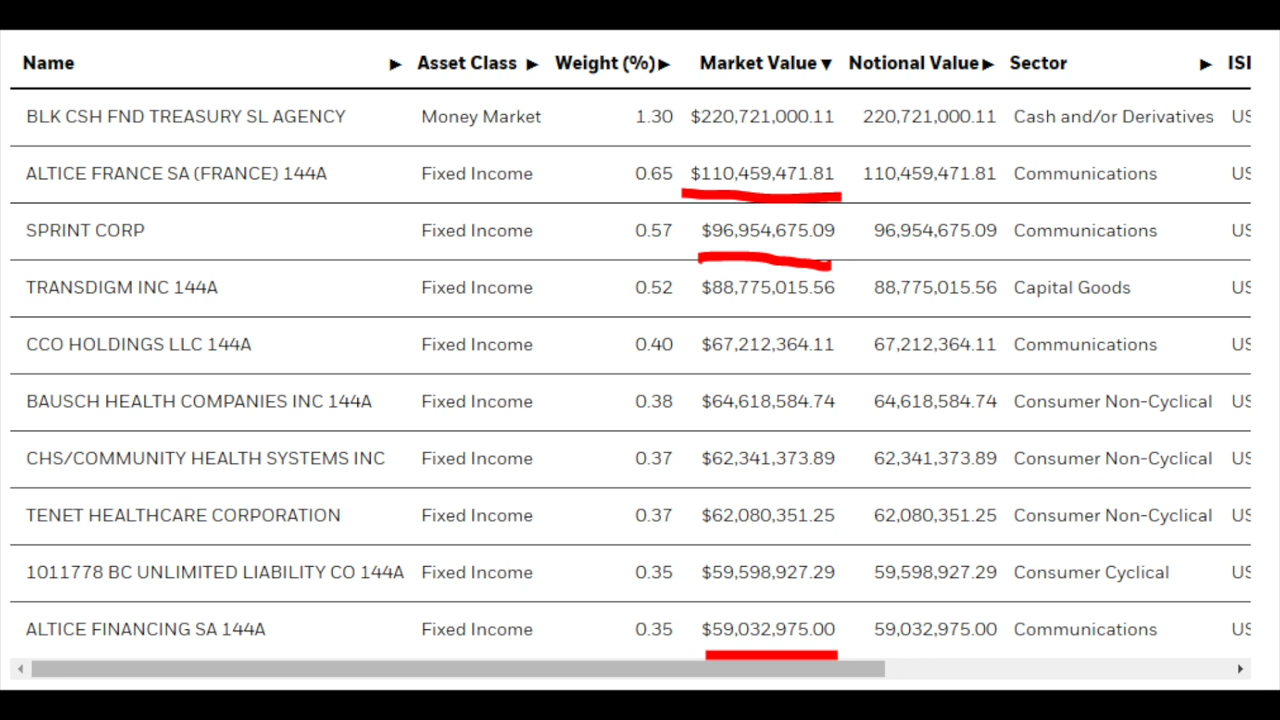 Name ▶ Asset Class ▶ Weight (%)▶ Market Value▼ Notional Value▶ Sector ▶ ISI
BLK CSH FND TREASURY SL AGENCY Money Market 1.30 $220,721,000.11 220,721,000.11 Cash and/or Derivatives US
ALTICE FRANCE SA (FRANCE) 144A Fixed Income 0.65 $110,459,471.81 110,459,471.81 Communications US
SPRINT CORP Fixed Income 0.57 $96,954,675.09 96,954,675.09 Communications US
TRANSDIGM INC 144A Fixed Income 0.52 $88,775,015.56 88,775,015.56 Capital Goods US
CCO HOLDINGS LLC 144A Fixed Income 0.40 $67,212,364.11 67,212,364.11 Communications US
BAUSCH HEALTH COMPANIES INC 144A Fixed Income 0.38 $64,618,584.74 64,618,584.74 Consumer Non-Cyclical US
CHS/COMMUNITY HEALTH SYSTEMS INC Fixed Income 0.37 $62,341,373.89 62,341,373.89 Consumer Non-Cyclical US
TENET HEALTHCARE CORPORATION Fixed Income 0.37 $62,080,351.25 62,080,351.25 Consumer Non-Cyclical US
1011778 BC UNLIMITED LIABILITY CO 144A Fixed Income 0.35 $59,598,927.29 59,598,927.29 Consumer Cyclical US
ALTICE FINANCING SA 144A Fixed Income 0.35 $59,032,975.00 59,032,975.00 Communications US